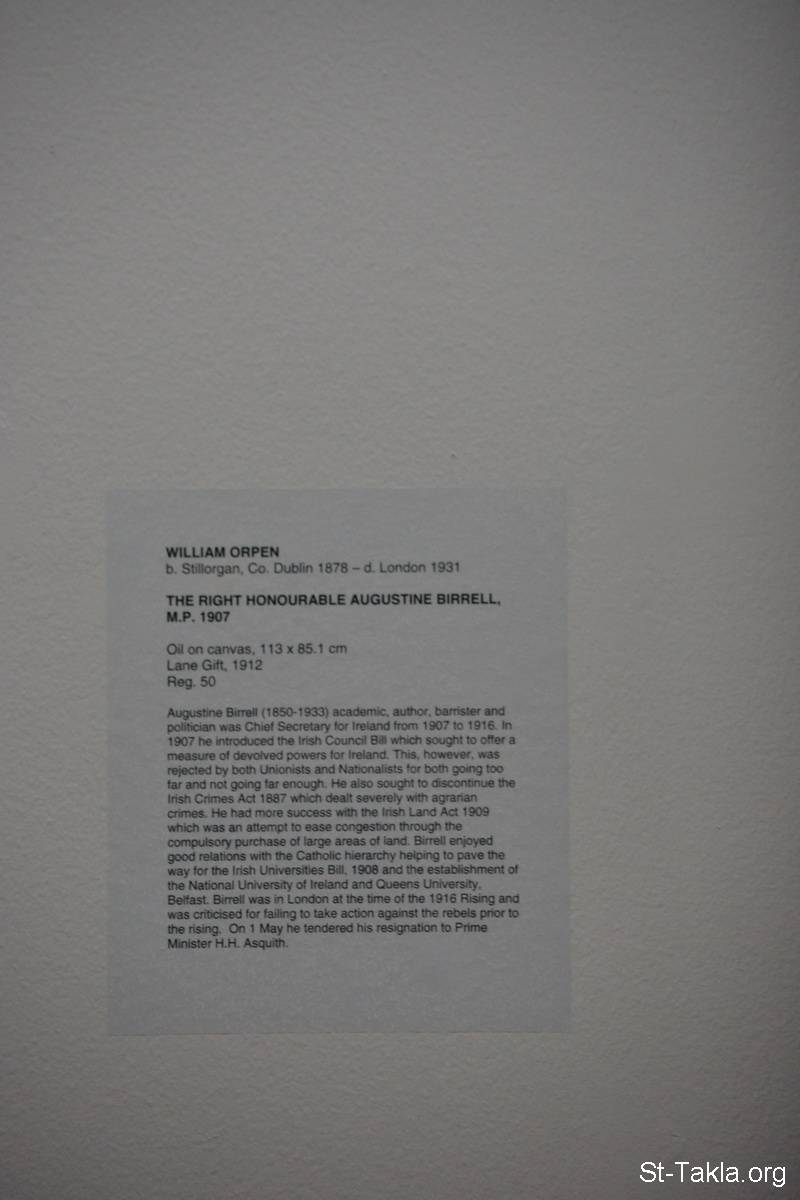 WILLIAM ORPEN
b. Stillorgan, Co. Dublin 1878 – d. London 1931
THE RIGHT HONOURABLE AUGUSTINE BIRRELL,
M.P. 1907
Oil on canvas, 113 x 85.1 cm
Lane Gift, 1912
Reg. 50
Augustine Birrell (1850-1933) academic, author, barrister and
politician was Chief Secretary for Ireland from 1907 to 1916. In
1907 he introduced the Irish Council Bill which sought to offer a
measure of devolved powers for Ireland. This, however, was
rejected by both Unionists and Nationalists for both going too
far and not going far enough. He also sought to discontinue the
Irish Crimes Act 1887 which dealt severely with agrarian
crimes. He had more success with the Irish Land Act 1909
which was an attempt to ease congestion through the
compulsory purchase of large areas of land. Birrell enjoyed
good relations with the Catholic hierarchy helping to pave the
way for the Irish Universities Bill, 1908 and the establishment of
the National University of Ireland and Queens University,
Belfast. Birrell was in London at the time of the 1916 Rising and
was criticised for failing to take action against the rebels prior to
the rising.  On 1 May he tendered his resignation to Prime
Minister H.H. Asquith.
St-Takla.org